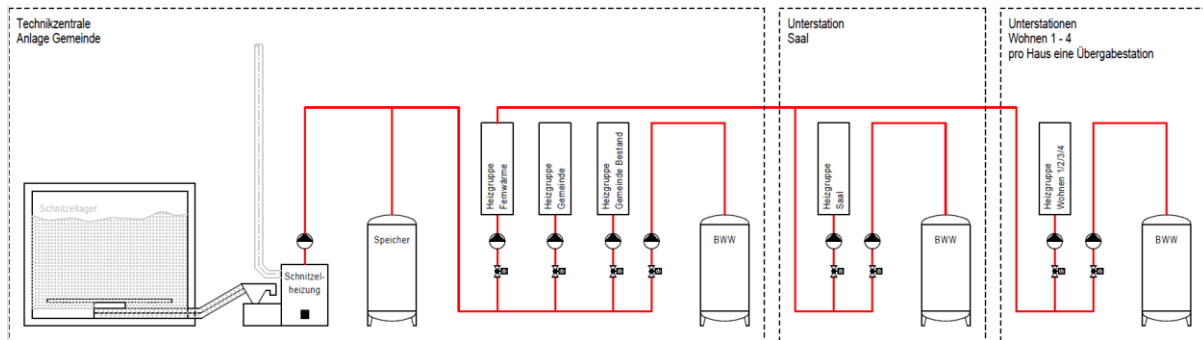 Technikzentrale
Anlage Gemeinde
Unterstation
Saal
Unterstationen
Wohnen 1 - 4
pro Haus eine Übergabestation
Schnitzellager
Schnitzel-
heizung
Speicher
Heizgruppe
Fernwärme
Heizgruppe
Gemeinde
Heizgruppe
Gemeinde Bestand
BWW
Heizgruppe
Saal
BWW
Heizgruppe
Wohnen 1/2/3/4
BWW